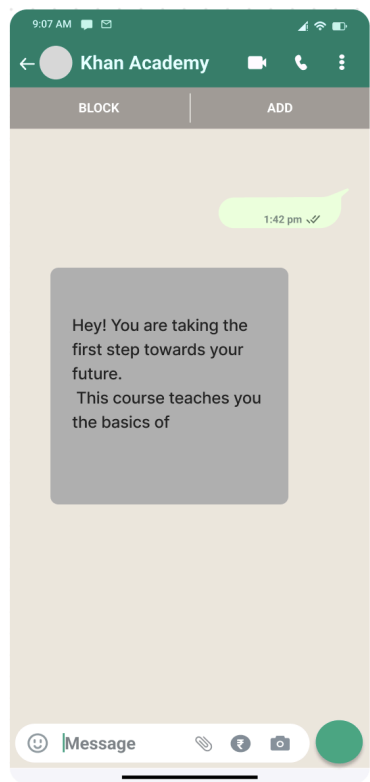 9:07 AM
Khan Academy
BLOCK ADD
1:42 pm
Hey! You are taking the
first step towards your
future.
This course teaches you
the basics of
₹
Message